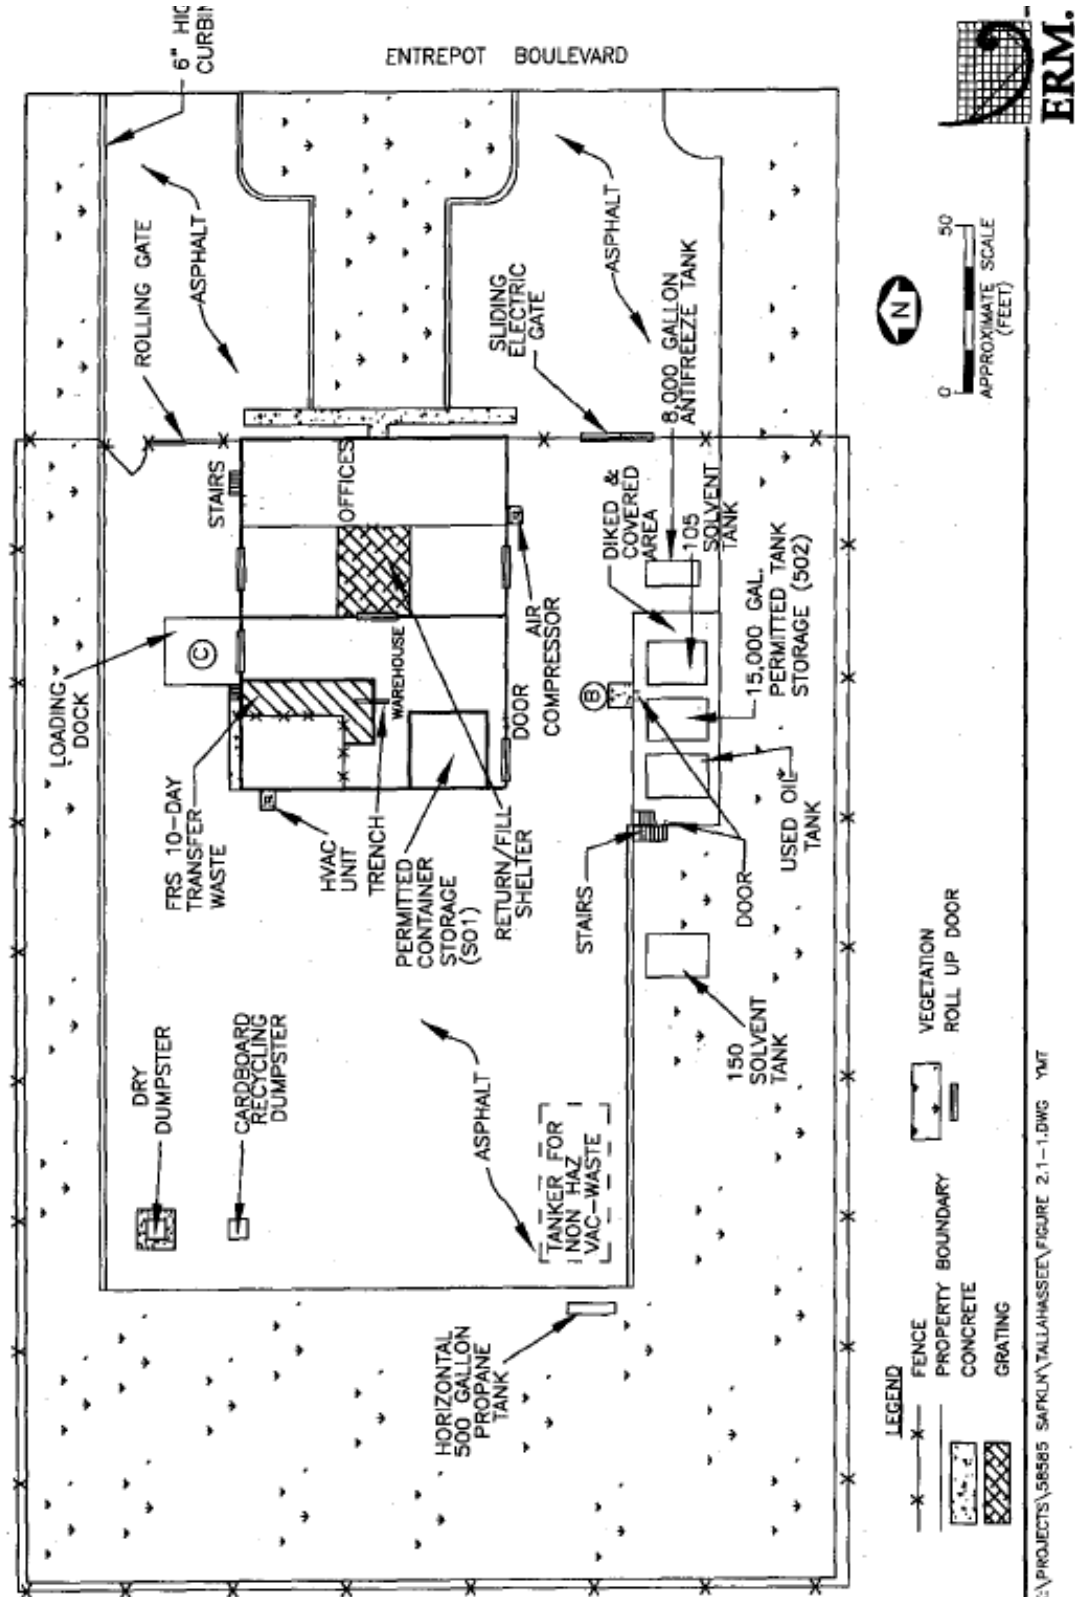 ENTREPOT BOULEVARD
6" HIG
CURBIN
ROLLING GATE
ASPHALT
ASPHALT
SLIDING
ELECTRIC
GATE
8,000 GALLON
ANTIFREEZE TANK
STAIRS
OFFICES
DIKED &
COVERED
AREA
105
SOLVENT
TANK
15,000 GAL.
PERMITTED TANK
STORAGE (502)
LOADING
DOCK
C
WAREHOUSE
DOOR
AIR
COMPRESSOR
B
FRS 10-DAY
TRANSFER
WASTE
HVAC
UNIT
TRENCH
PERMITTED
CONTAINER
STORAGE
(S01)
RETURN/FILL
SHELTER
STAIRS
DOOR
USED OIL
TANK
DRY
DUMPSTER
CARDBOARD
RECYCLING
DUMPSTER
ASPHALT
TANKER FOR
NON HAZ
VAC-WASTE
150
SOLVENT
TANK
HORIZONTAL
500 GALLON
PROPANE
TANK
N
0 50
APPROXIMATE SCALE
(FEET)
LEGEND
FENCE
PROPERTY BOUNDARY
CONCRETE
GRATING
VEGETATION
ROLL UP DOOR
\PROJECTS\58585 SAFKLN\TALLAHASSEE\FIGURE 2.1-1.DWG YMT
ERM.